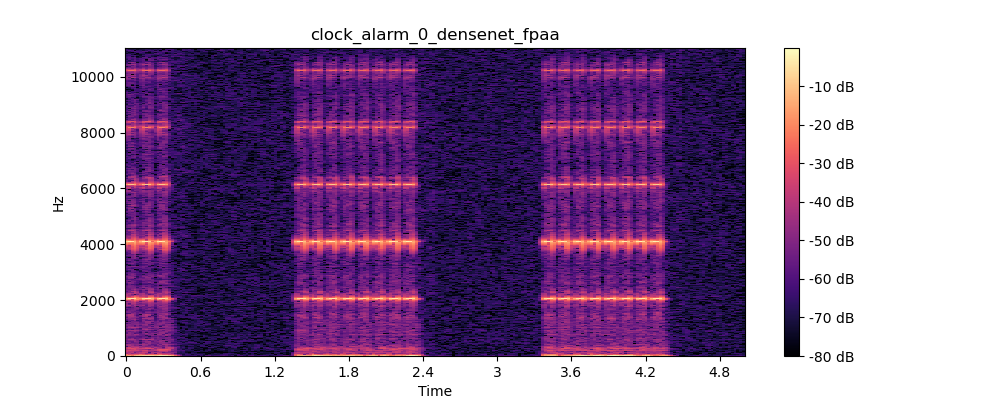 clock_alarm_0_densenet_fpaa
10000
8000
6000
4000
2000
0
Hz
0 0.6 1.2 1.8 2.4 3 3.6 4.2 4.8
Time
-10 dB
-20 dB
-30 dB
-40 dB
-50 dB
-60 dB
-70 dB
-80 dB